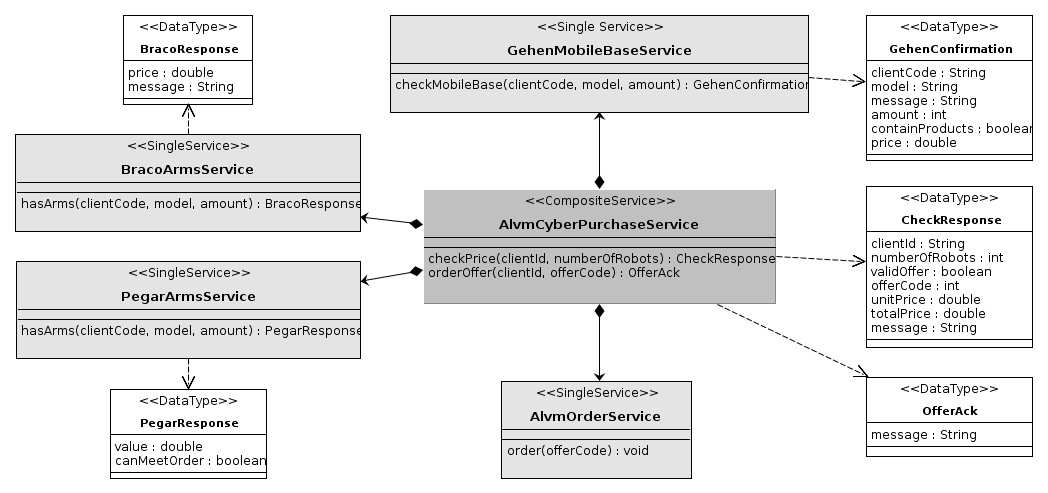 <<DataType>>
BracoResponse
price : double
message : String
<<Single Service>>
GehenMobileBaseService
checkMobileBase(clientCode, model, amount) : GehenConfirmation
<<DataType>>
GehenConfirmation
clientCode : String
model : String
message : String
amount : int
containProducts : boolean
price : double
<<SingleService>>
BracoArmsService
hasArms(clientCode, model, amount) : BracoResponse
<<CompositeService>>
AlvmCyberPurchaseService
checkPrice(clientId, numberOfRobots) : CheckResponse
orderOffer(clientId, offerCode) : OfferAck
<<DataType>>
CheckResponse
clientId : String
numberOfRobots : int
validOffer : boolean
offerCode : int
unitPrice : double
totalPrice : double
message : String
<<SingleService>>
PegarArmsService
hasArms(clientCode, model, amount) : PegarResponse
<<DataType>>
PegarResponse
value : double
canMeetOrder : boolean
<<SingleService>>
AlvmOrderService
order(offerCode) : void
<<DataType>>
OfferAck
message : String